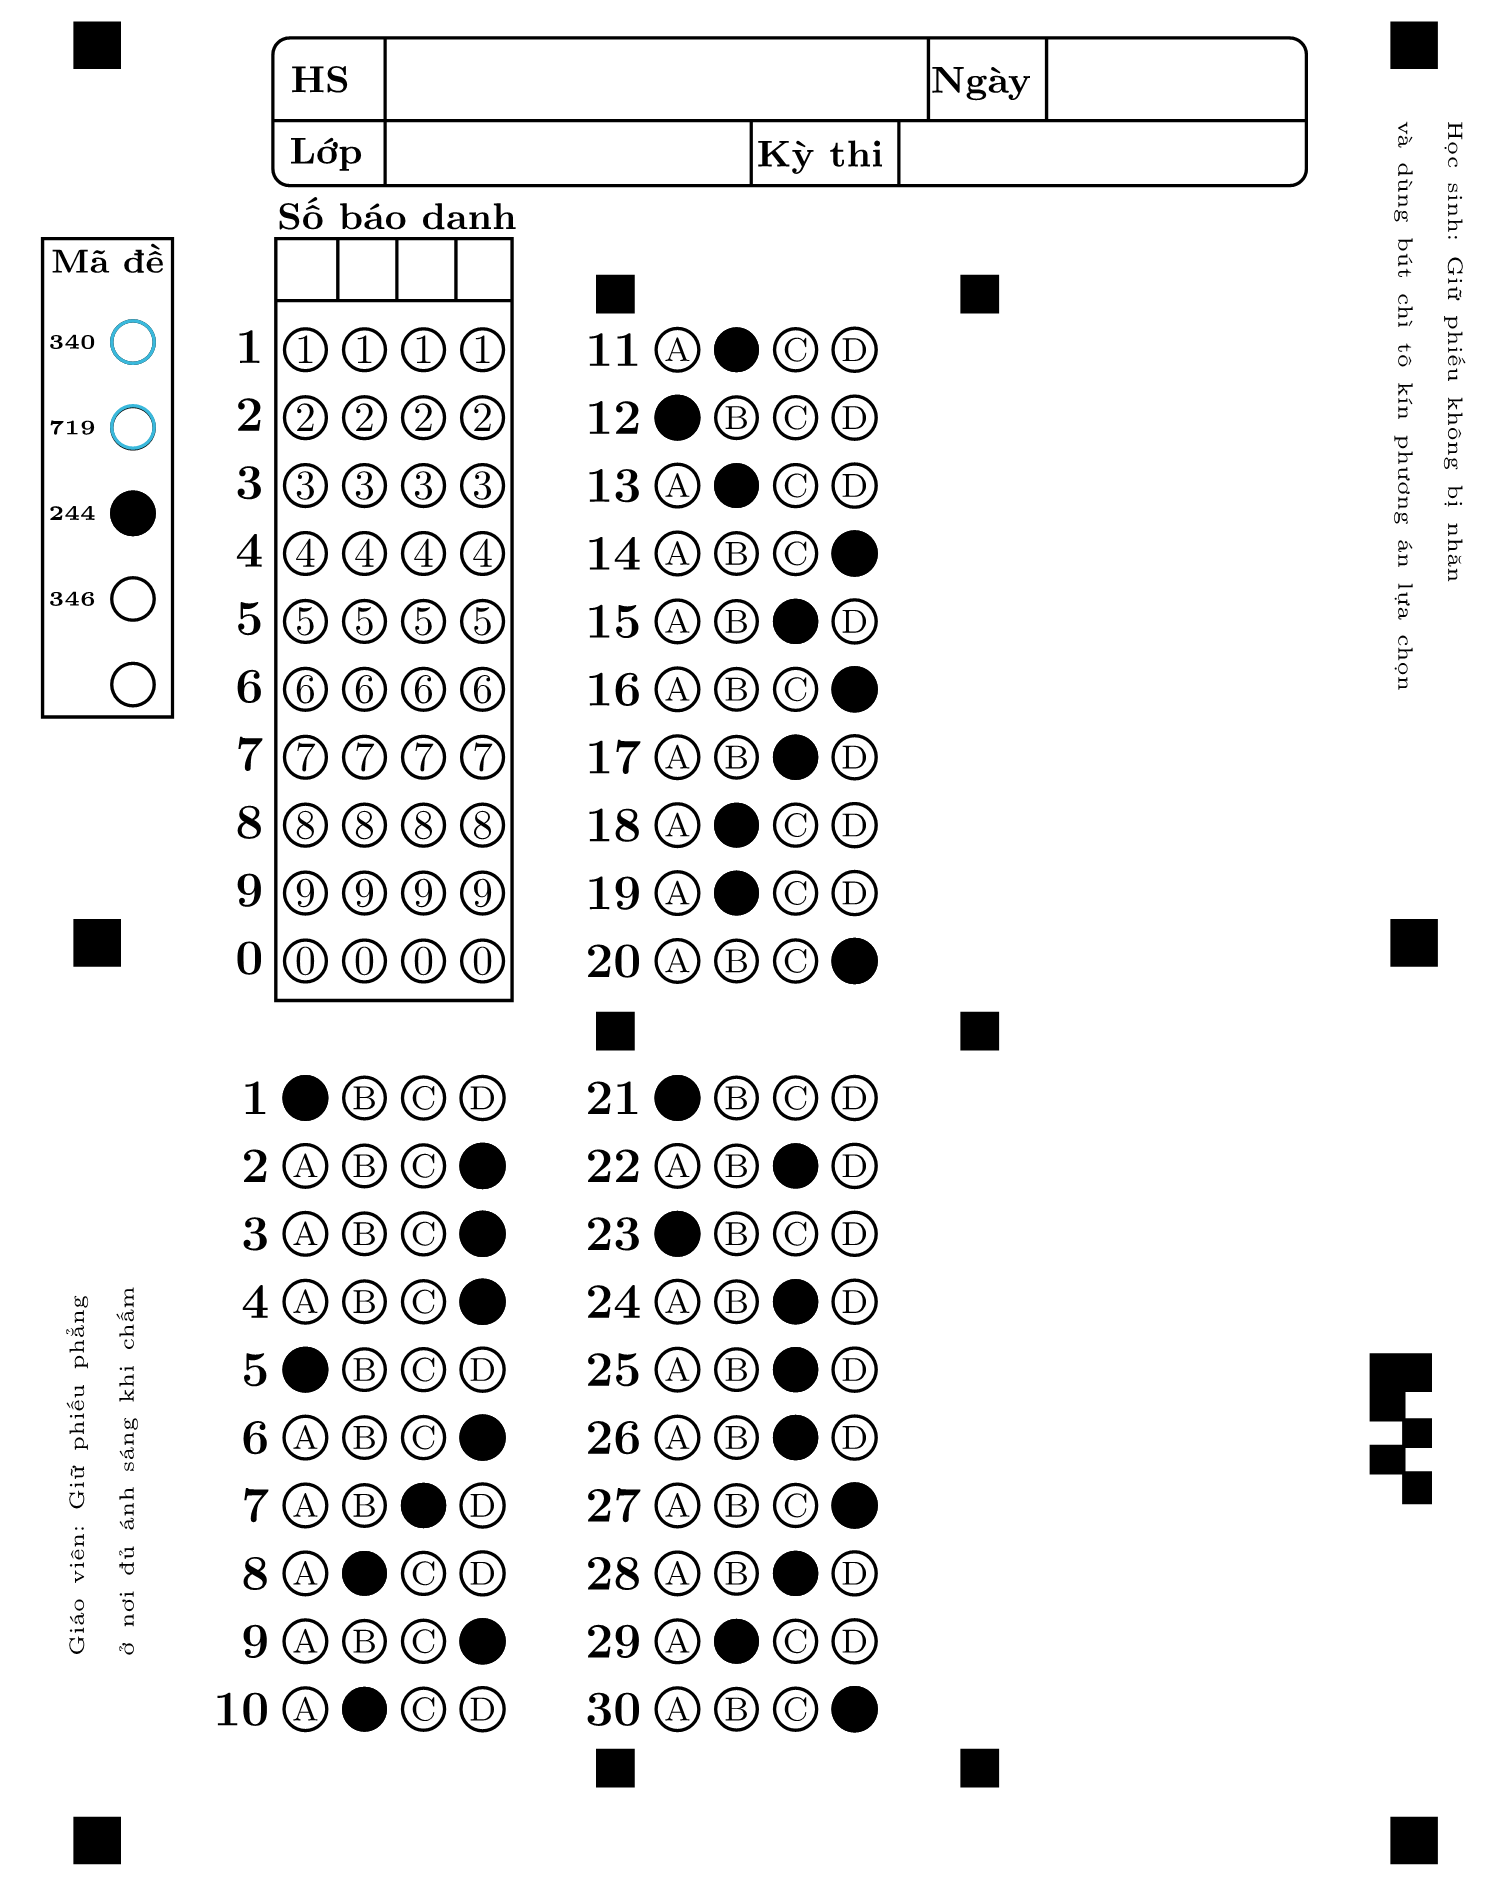 HS
Ngày
Lớp
Kỳ thi
Số báo danh
Mã đề
340
719
244
346
1 1 1 1 1
2 2 2 2 2
3 3 3 3 3
4 4 4 4 4
5 5 5 5 5
6 6 6 6 6
7 7 7 7 7
8 8 8 8 8
9 9 9 9 9
0 0 0 0 0
11 A C D
12 B C D
13 A C D
14 A B C
15 A B D
16 A B C
17 A B D
18 A C D
19 A C D
20 A B C
1 B C D
2 A B C
3 A B C
4 A B C
5 B C D
6 A B C
7 A B D
8 A C D
9 A B C
10 A C D
21 B C D
22 A B D
23 B C D
24 A B D
25 A B D
26 A B D
27 A B C
28 A B D
29 A C D
30 A B C
Học sinh: Giữ phiếu không bị nhăn
và dùng bút chì tô kín phương án lựa chọn
Giáo viên: Giữ phiếu phẳng
ở nơi đủ ánh sáng khi chấm